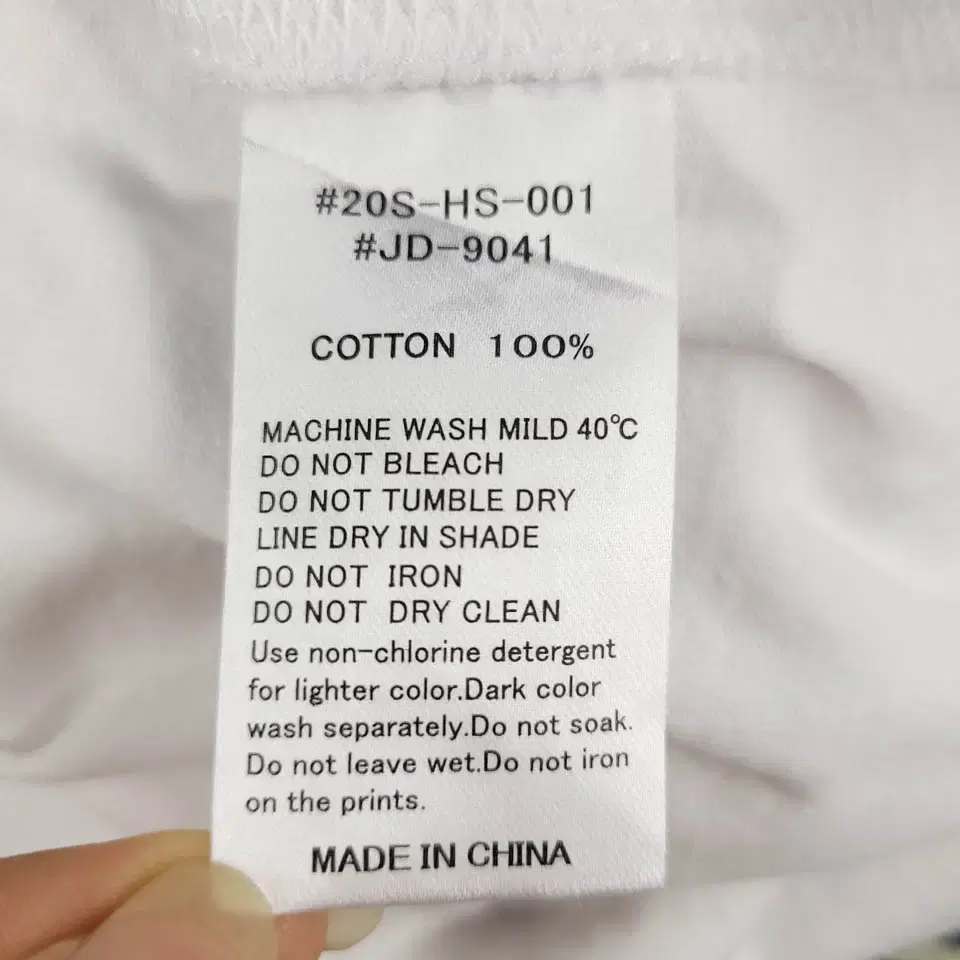 #20S-HS-001
#JD-9041
COTTON 100%
MACHINE WASH MILD 40℃
DO NOT BLEACH
DO NOT TUMBLE DRY
LINE DRY IN SHADE
DO NOT IRON
DO NOT DRY CLEAN
Use non-chlorine detergent
for lighter color.Dark color
wash separately.Do not soak.
Do not leave wet.Do not iron
on the prints.
MADE IN CHINA